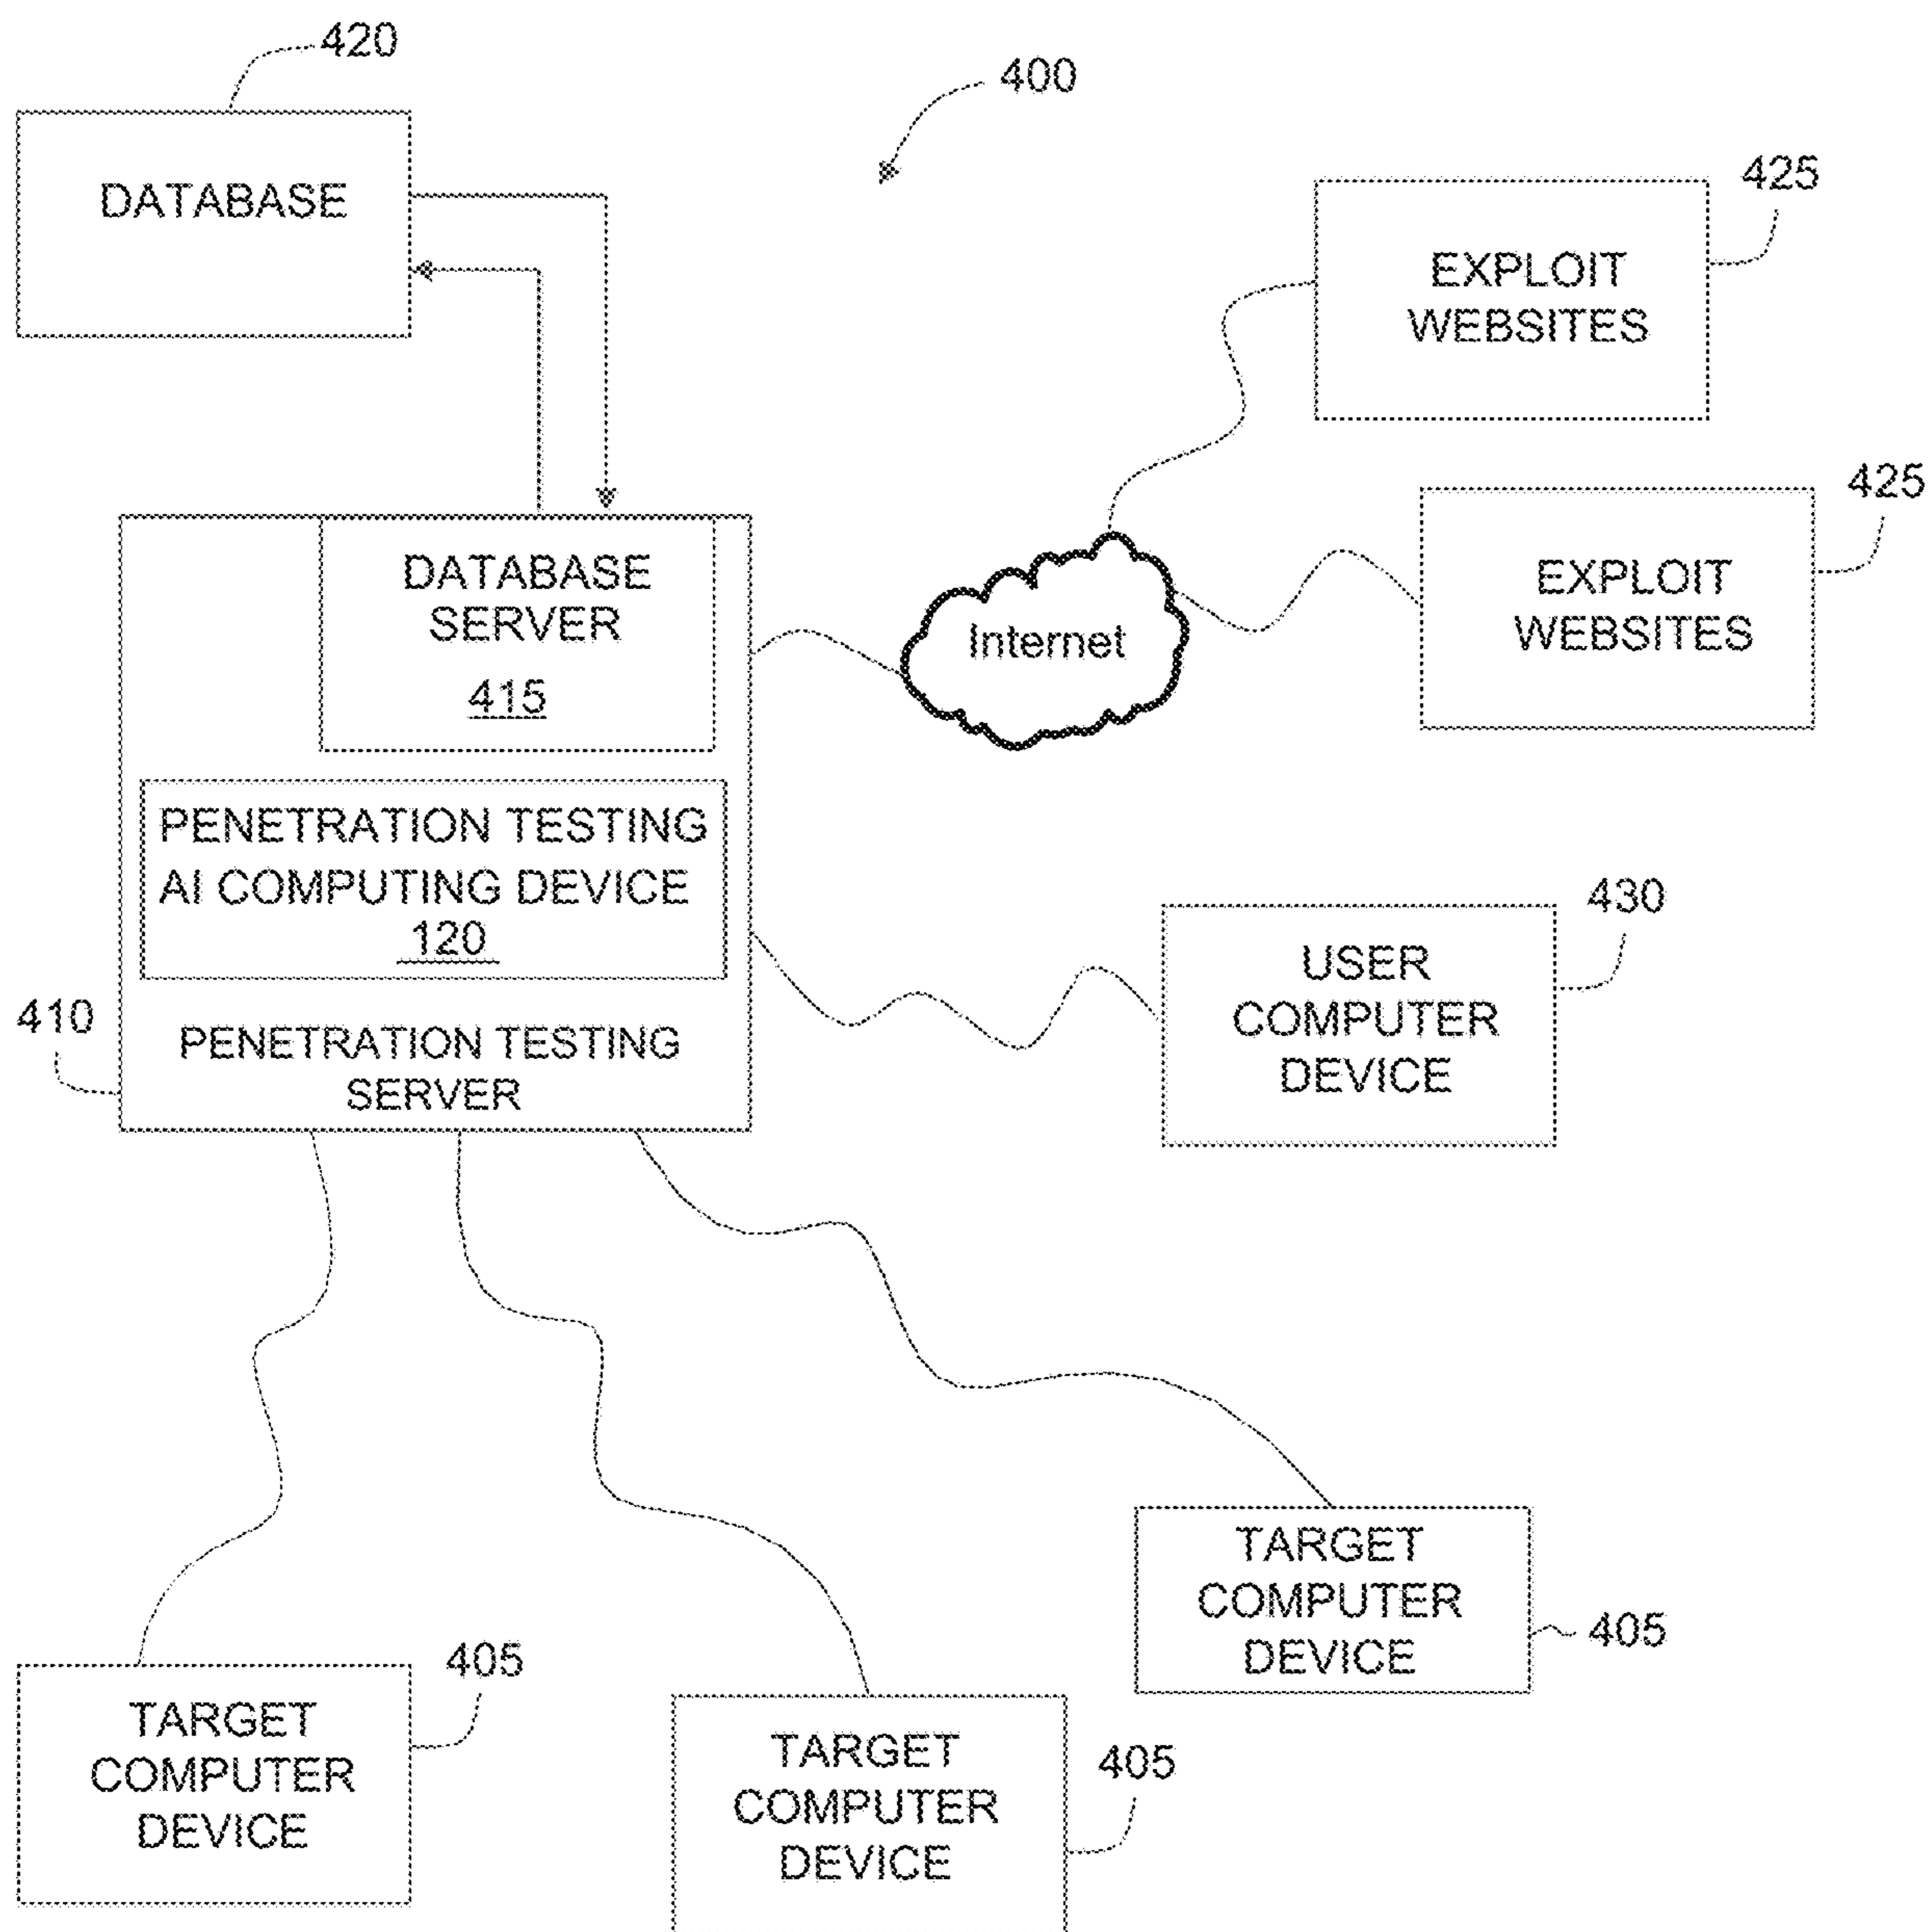 420
400
DATABASE
425
EXPLOIT
WEBSITES
425
EXPLOIT
WEBSITES
DATABASE
SERVER
415
Internet
PENETRATION TESTING
AI COMPUTING DEVICE
120
410
PENETRATION TESTING
SERVER
430
USER
COMPUTER
DEVICE
TARGET
COMPUTER
DEVICE
405
405
TARGET
COMPUTER
DEVICE
TARGET
COMPUTER
DEVICE
405